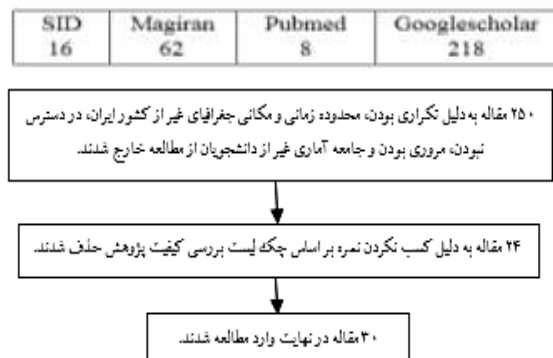 SID Magiran Pubmed Googlescholar
16 62 8 218
۲۵۰ مقاله به دلیل تکراری بودن، محدوده زمانی و مکانی جغرافیای غیر از کشور ایران، در دسترس
نبودن، مروری بودن و جامعه آماری غیر از دانشجویان از مطالعه خارج شدند.
۲۴ مقاله به دلیل کسب نکردن نمره بر اساس چک لیست بررسی کیفیت پژوهش حذف شدند.
۳۰ مقاله در نهایت وارد مطالعه شدند.